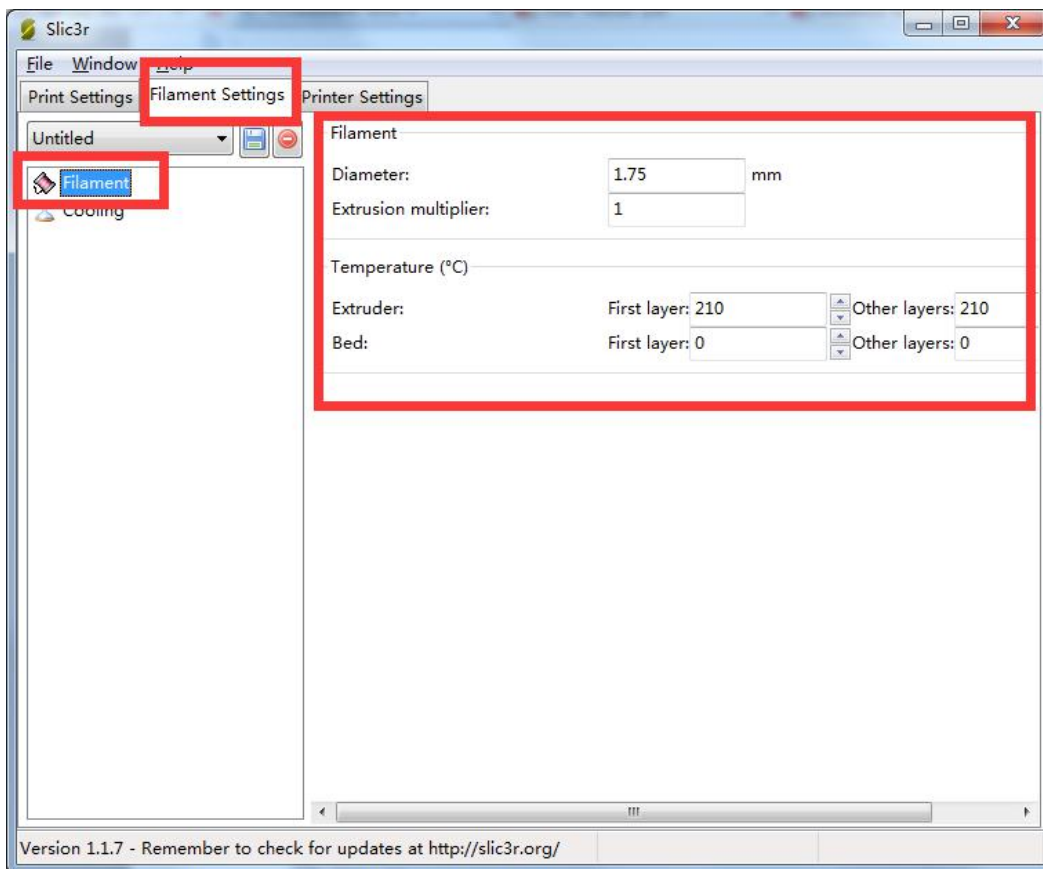 Slic3r
File Window Help
Print Settings Filament Settings Printer Settings
Untitled
Filament
Cooling
Filament
Diameter: 1.75 mm
Extrusion multiplier: 1
Temperature (°C)
Extruder: First layer: 210 Other layers: 210
Bed: First layer: 0 Other layers: 0
Version 1.1.7 - Remember to check for updates at http://slic3r.org/